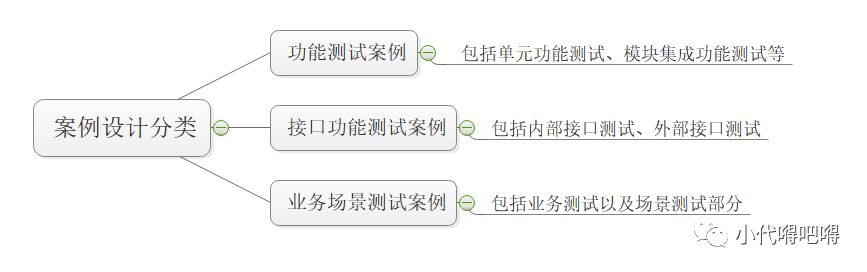 案例设计分类
功能测试案例
包括单元功能测试、模块集成功能测试等
接口功能测试案例
包括内部接口测试、外部接口测试
业务场景测试案例
包括业务测试以及场景测试部分
小代嘚吧嘚